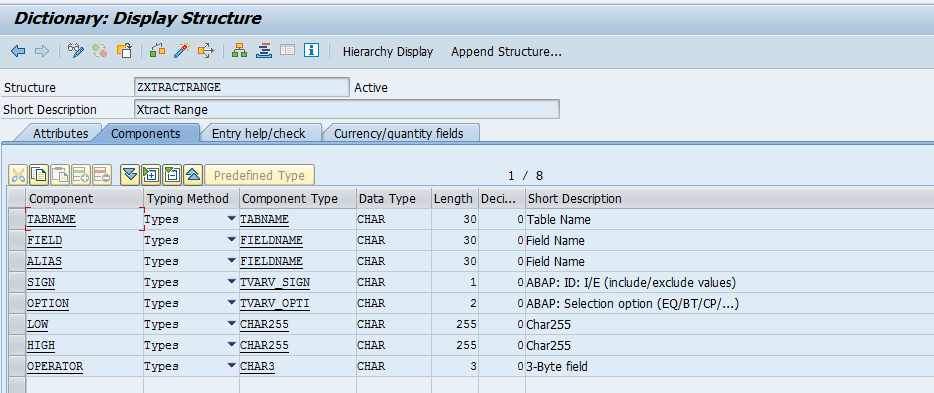 Dictionary: Display Structure
Hierarchy Display Append Structure...
Structure ZXTRACTRANGE Active
Short Description Xtract Range
Attributes Components Entry help/check Currency/quantity fields
Predefined Type 1 / 8
Component Typing Method Component Type Data Type Length Deci... Short Description
TABNAME Types TABNAME CHAR 30 0 Table Name
FIELD Types FIELDNAME CHAR 30 0 Field Name
ALIAS Types FIELDNAME CHAR 30 0 Field Name
SIGN Types TVARV_SIGN CHAR 1 0 ABAP: ID: I/E (include/exclude values)
OPTION Types TVARV_OPTI CHAR 2 0 ABAP: Selection option (EQ/BT/CP/...)
LOW Types CHAR255 CHAR 255 0 Char255
HIGH Types CHAR255 CHAR 255 0 Char255
OPERATOR Types CHAR3 CHAR 3 0 3-Byte field